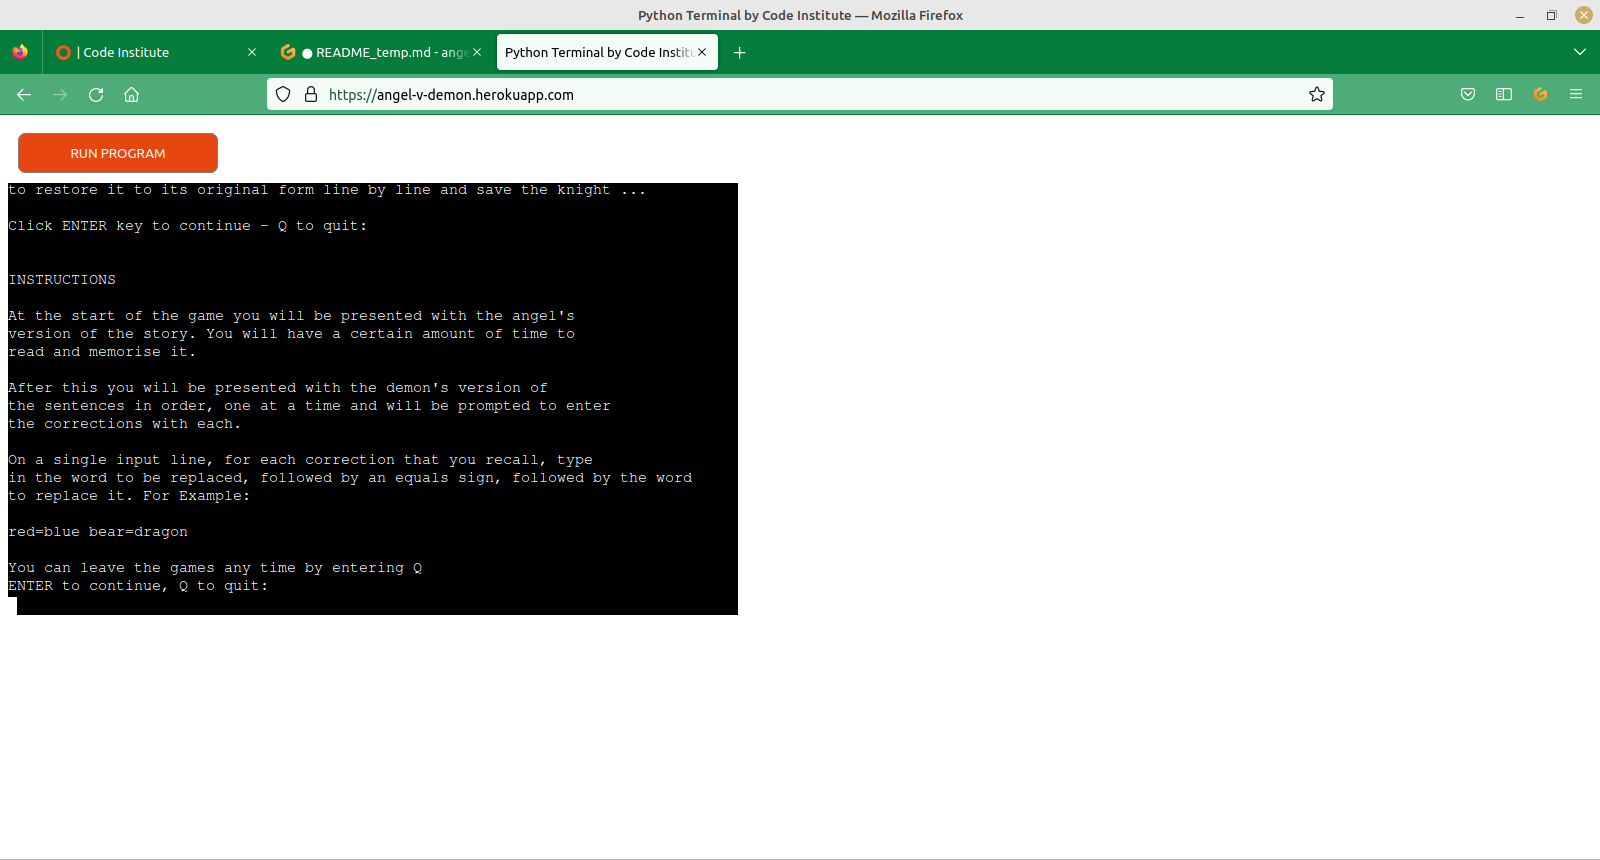 Python Terminal by Code Institute — Mozilla Firefox
| Code Institute
README_temp.md - ange
Python Terminal by Code Institu
https://angel-v-demon.herokuapp.com
RUN PROGRAM
to restore it to its original form line by line and save the knight ...
Click ENTER key to continue - Q to quit:
INSTRUCTIONS
At the start of the game you will be presented with the angel's
version of the story. You will have a certain amount of time to
read and memorise it.
After this you will be presented with the demon's version of
the sentences in order, one at a time and will be prompted to enter
the corrections with each.
On a single input line, for each correction that you recall, type
in the word to be replaced, followed by an equals sign, followed by the word
to replace it. For Example:
red=blue bear=dragon
You can leave the games any time by entering Q
ENTER to continue, Q to quit: